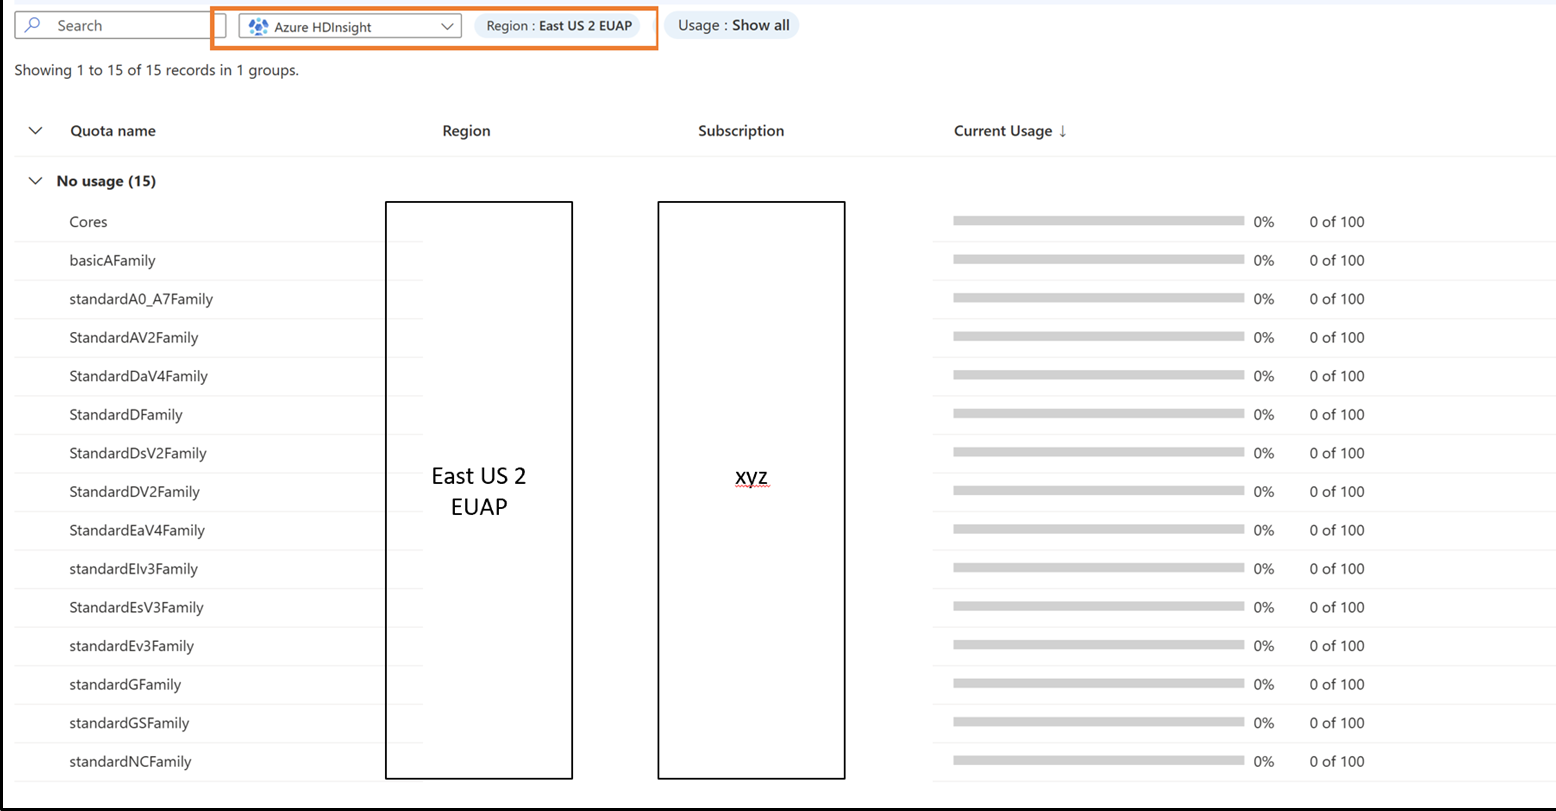 Search Azure HDInsight Region : East US 2 EUAP Usage : Show all
Showing 1 to 15 of 15 records in 1 groups.
Quota name Region Subscription Current Usage ↓
No usage (15)
Cores 0% 0 of 100
basicAFamily 0% 0 of 100
standardA0_A7Family 0% 0 of 100
StandardAV2Family 0% 0 of 100
StandardDaV4Family 0% 0 of 100
StandardDFamily 0% 0 of 100
StandardDsV2Family 0% 0 of 100
East US 2
EUAP
xyz
StandardDV2Family 0% 0 of 100
StandardEaV4Family 0% 0 of 100
standardEIv3Family 0% 0 of 100
StandardEsV3Family 0% 0 of 100
standardEv3Family 0% 0 of 100
standardGFamily 0% 0 of 100
standardGSFamily 0% 0 of 100
standardNCFamily 0% 0 of 100